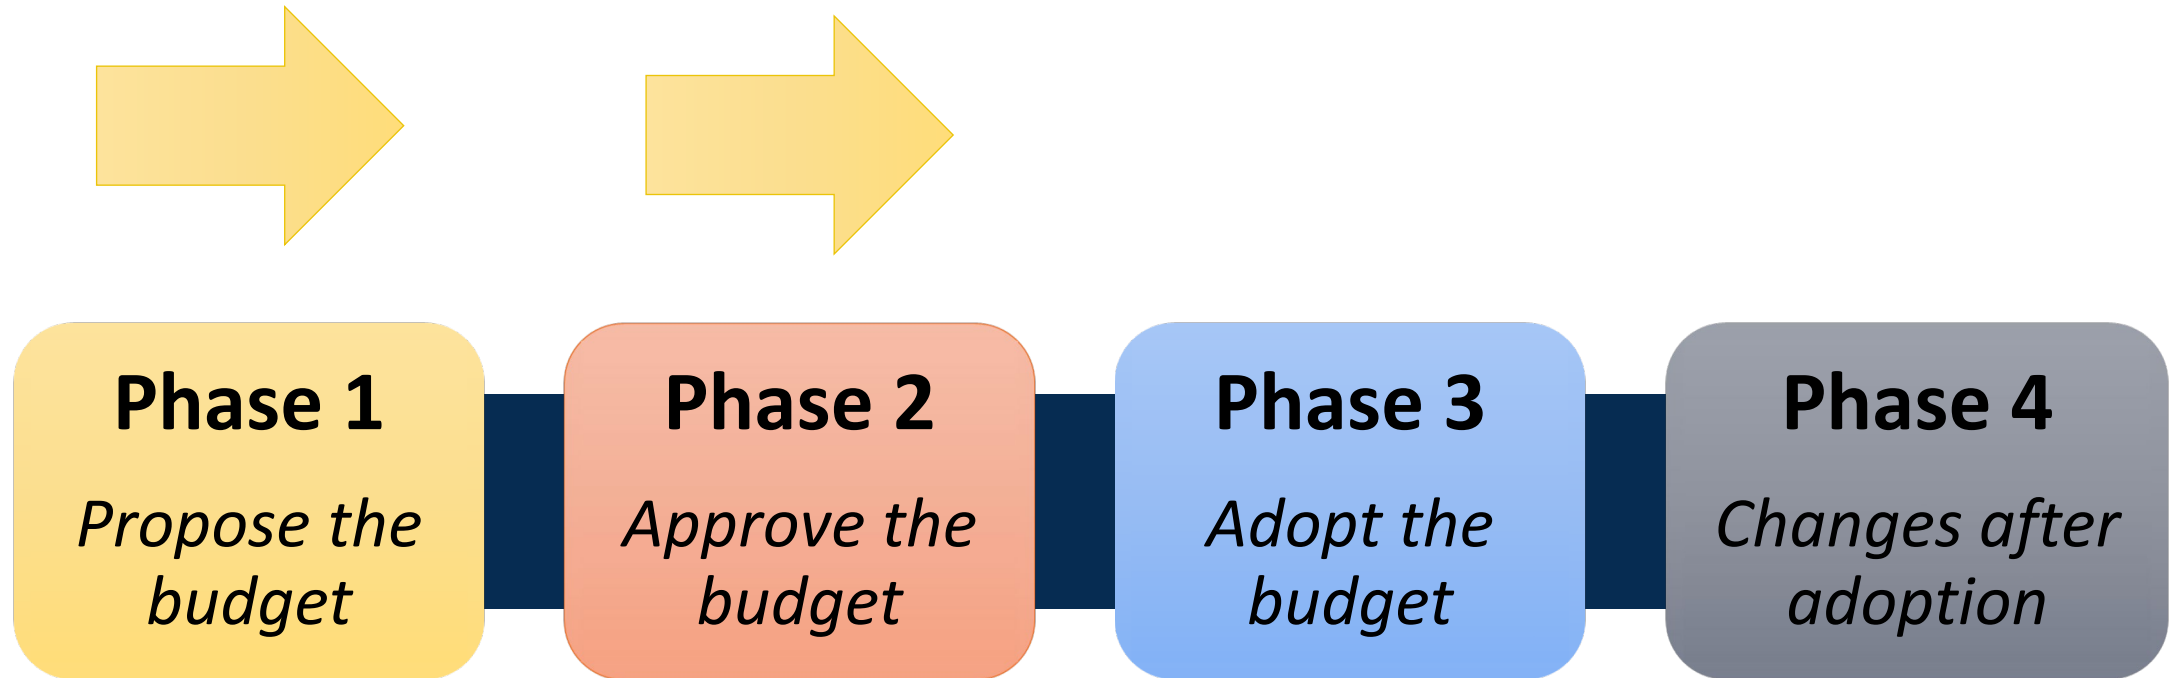 Phase 1
Propose the
budget
Phase 2
Approve the
budget
Phase 3
Adopt the
budget
Phase 4
Changes after
adoption